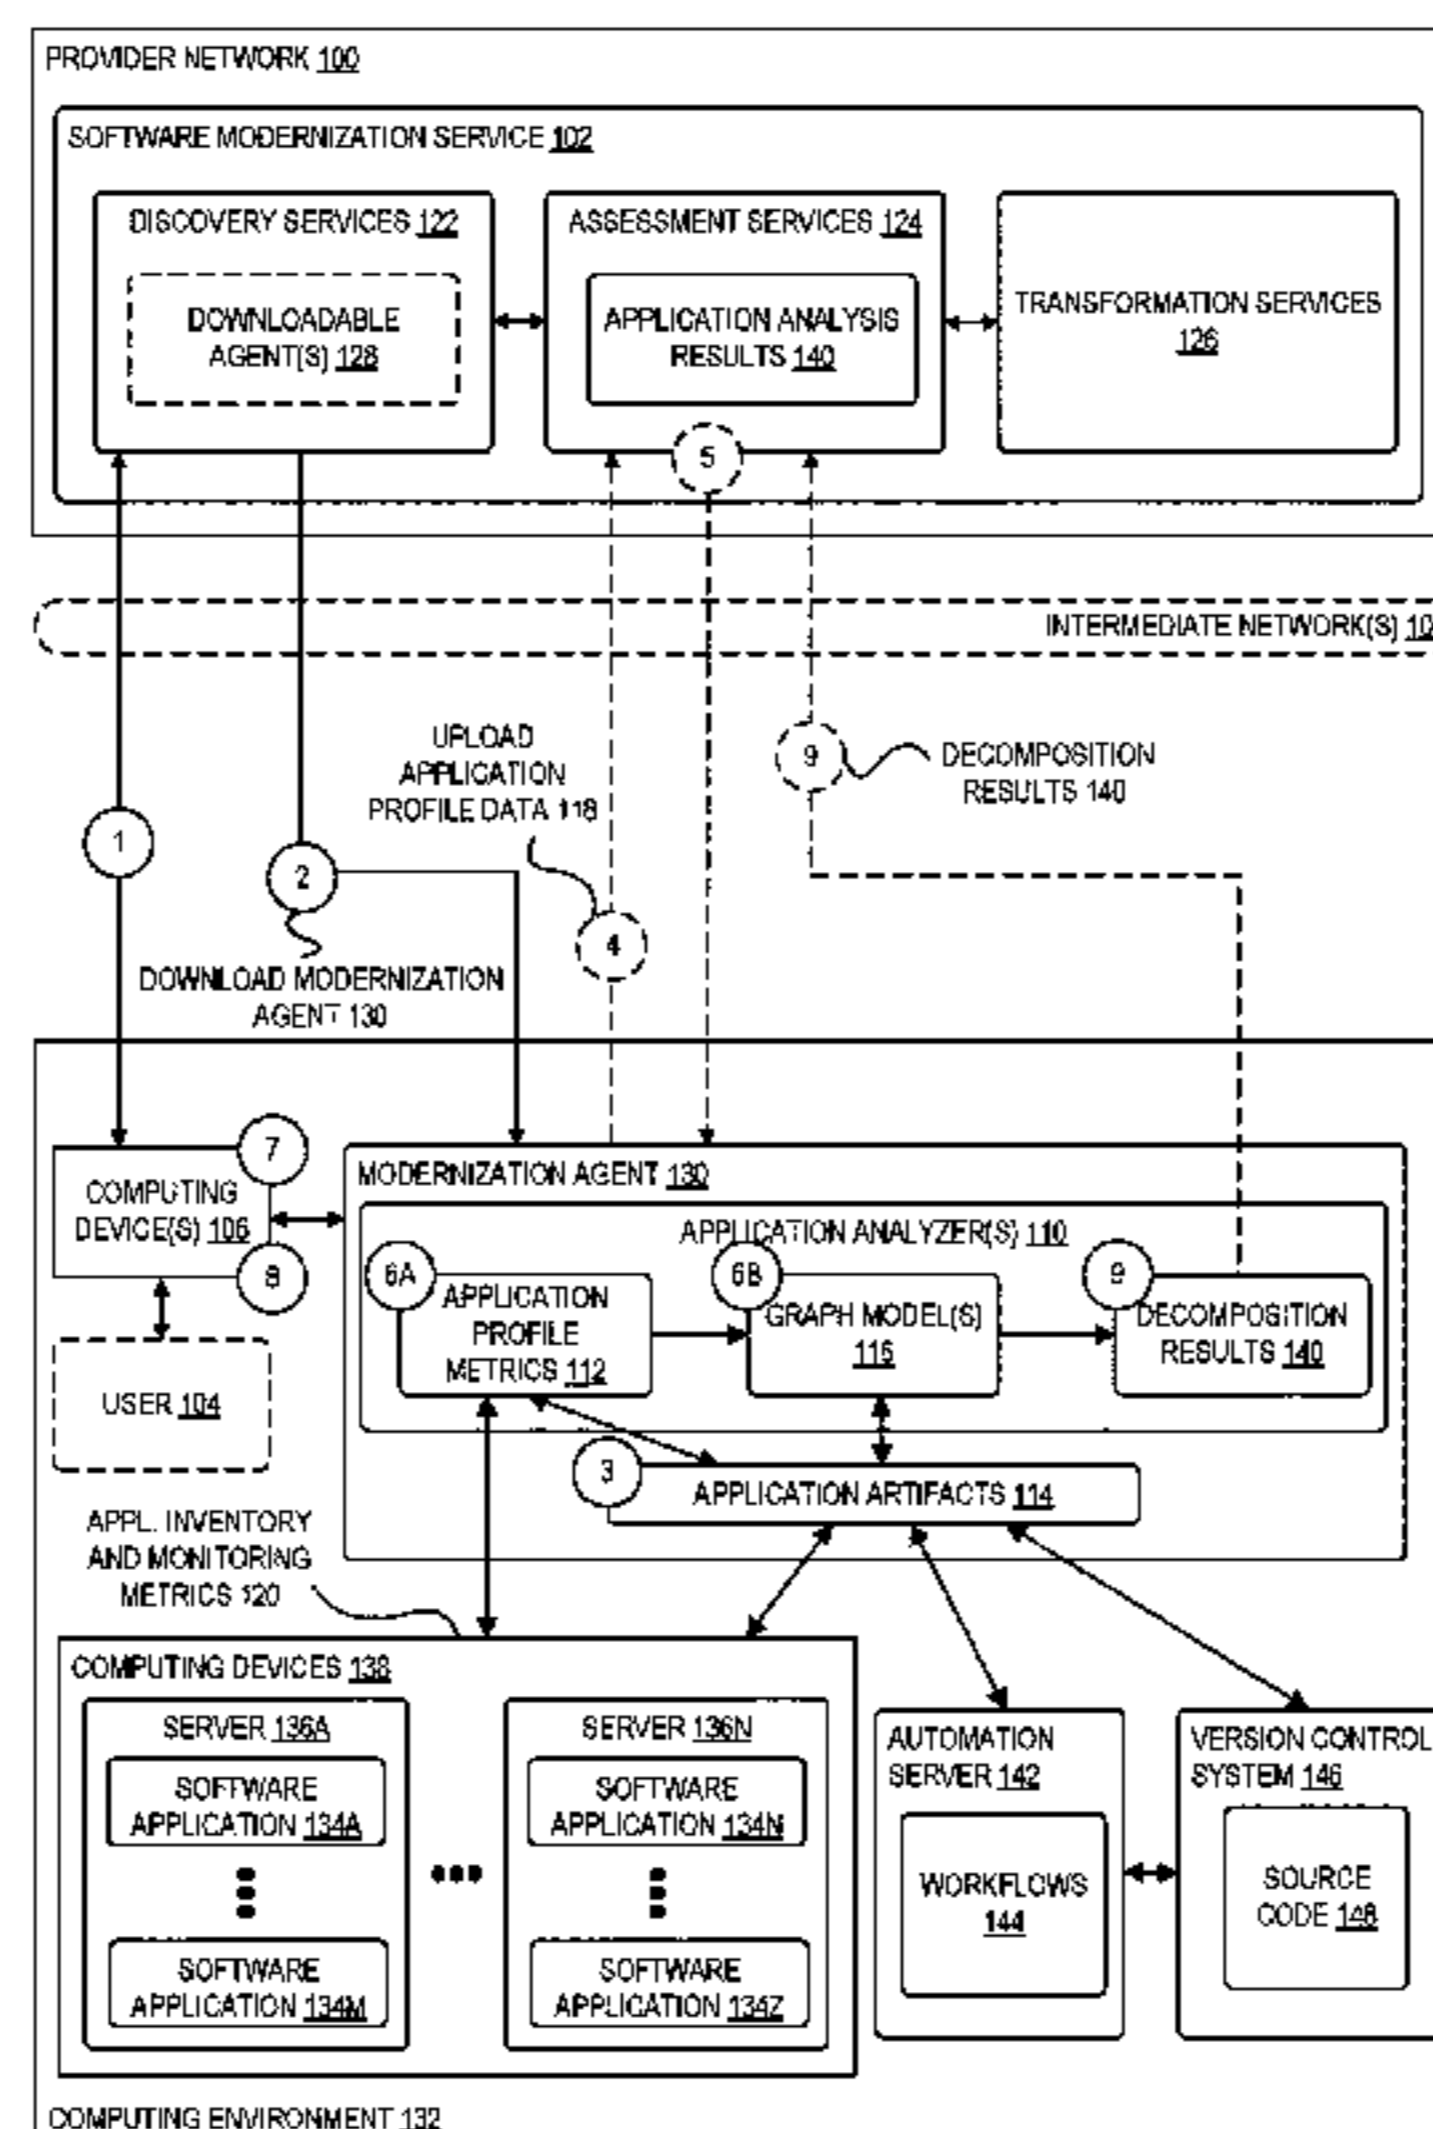 PROVIDER NETWORK 100
SOFTWARE MODERNIZATION SERVICE 102
DISCOVERY SERVICES 122
DOWNLOADABLE
AGENT(S) 128
ASSESSMENT SERVICES 124
APPLICATION ANALYSIS
RESULTS 140
TRANSFORMATION SERVICES
126
5
INTERMEDIATE NETWORK(S) 10
UPLOAD
APPLICATION
PROFILE DATA 118
9
DECOMPOSITION
RESULTS 140
1
2
4
DOWNLOAD MODERNIZATION
AGENT 130
7
COMPUTING
DEVICE(S) 106
8
USER 104
MODERNIZATION AGENT 130
APPLICATION ANALYZER(S) 110
6A
APPLICATION
PROFILE
METRICS 112
6B
GRAPH MODEL(S)
116
9
DECOMPOSITION
RESULTS 140
3
APPLICATION ARTIFACTS 114
APPL. INVENTORY
AND MONITORING
METRICS 120
COMPUTING DEVICES 138
SERVER 136A
SOFTWARE
APPLICATION 134A
SOFTWARE
APPLICATION 134M
SERVER 136N
SOFTWARE
APPLICATION 134N
SOFTWARE
APPLICATION 134Z
AUTOMATION
SERVER 142
WORKFLOWS
144
VERSION CONTROL
SYSTEM 146
SOURCE
CODE 148
COMPUTING ENVIRONMENT 132